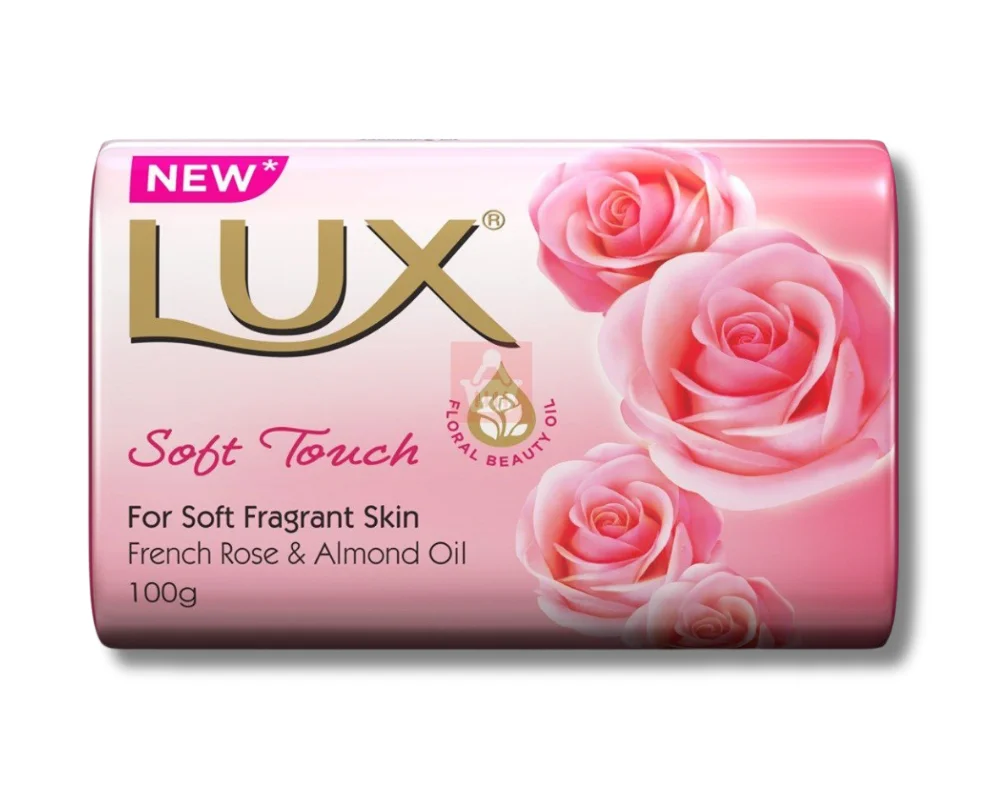 NEW*
LUX®
Soft Touch
FLORAL BEAUTY OIL
For Soft Fragrant Skin
French Rose & Almond Oil
100g